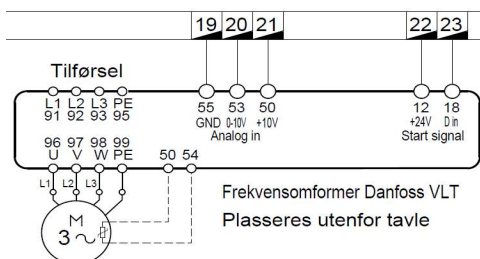 19 20 21 22 23
Tilførsel
L1 L2 L3 PE
91 92 93 95
55 53 50 12 18
GND 0-10V +10V +24V D in
Analog in Start signal
96 97 98 99
U V W PE 50 54
L1 L2 L3
Frekvensomformer Danfoss VLT
M
3
Plasseres utenfor tavle